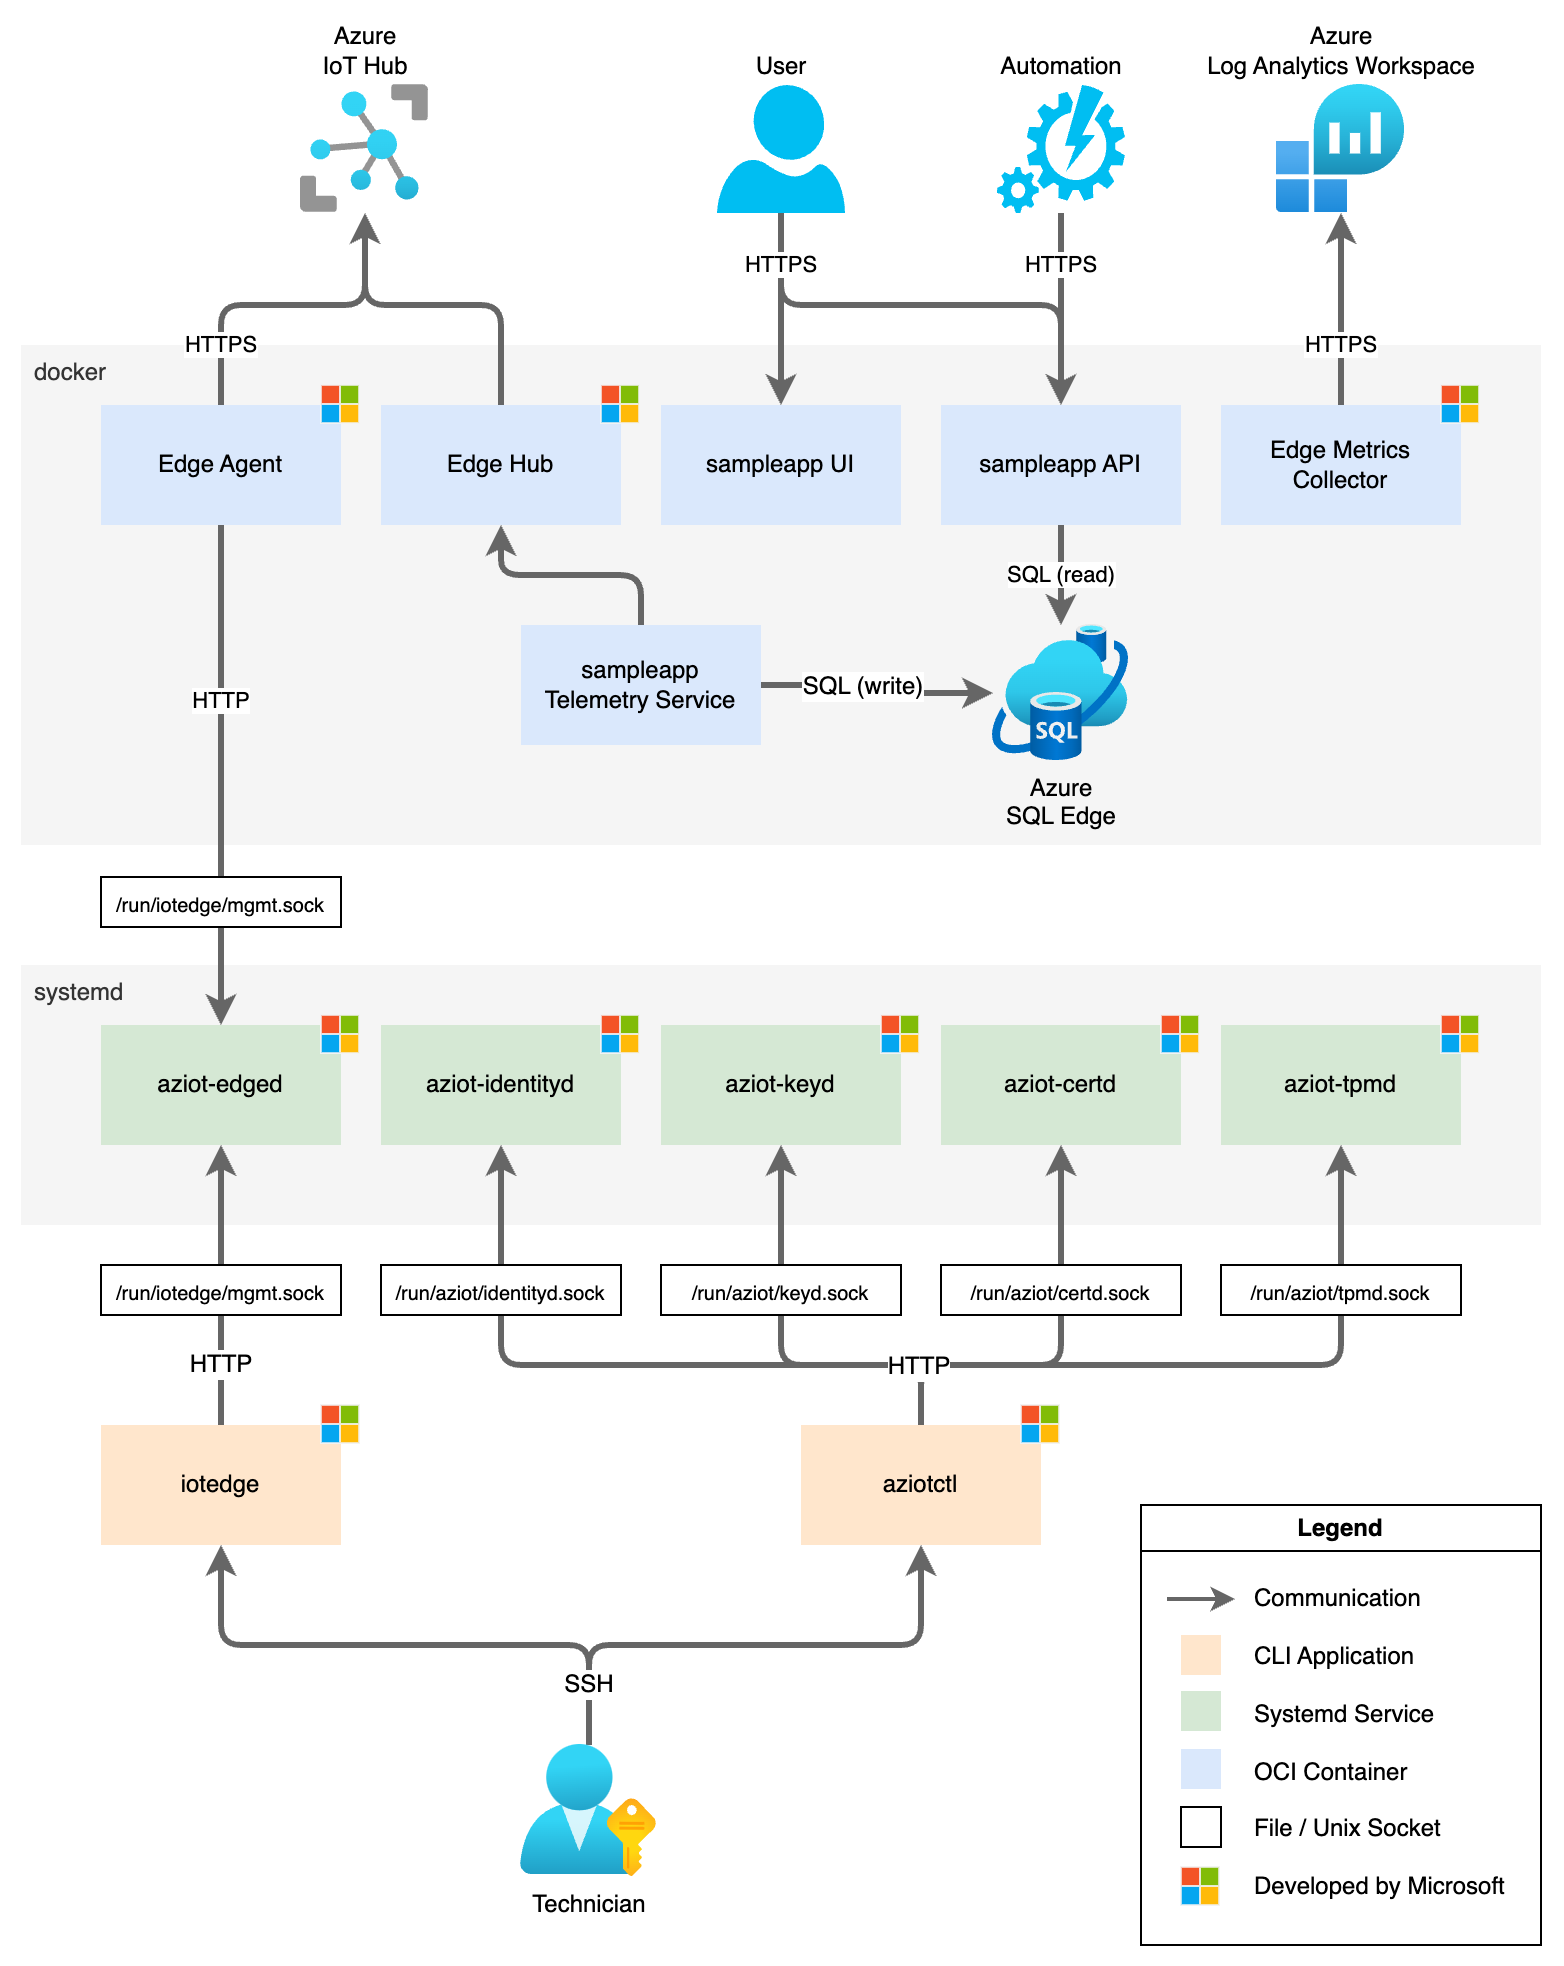 Azure
IoT Hub
User
Automation
Azure
Log Analytics Workspace
HTTPS
HTTPS
HTTPS
HTTPS
docker
Edge Agent
Edge Hub
sampleapp UI
sampleapp API
Edge Metrics
Collector
SQL (read)
sampleapp
Telemetry Service
SQL (write)
HTTP
SQL
Azure
SQL Edge
/run/iotedge/mgmt.sock
systemd
aziot-edged
aziot-identityd
aziot-keyd
aziot-certd
aziot-tpmd
/run/iotedge/mgmt.sock
/run/aziot/identityd.sock
/run/aziot/keyd.sock
/run/aziot/certd.sock
/run/aziot/tpmd.sock
HTTP
HTTP
iotedge
aziotctl
SSH
Technician
Legend
Communication
CLI Application
Systemd Service
OCI Container
File / Unix Socket
Developed by Microsoft